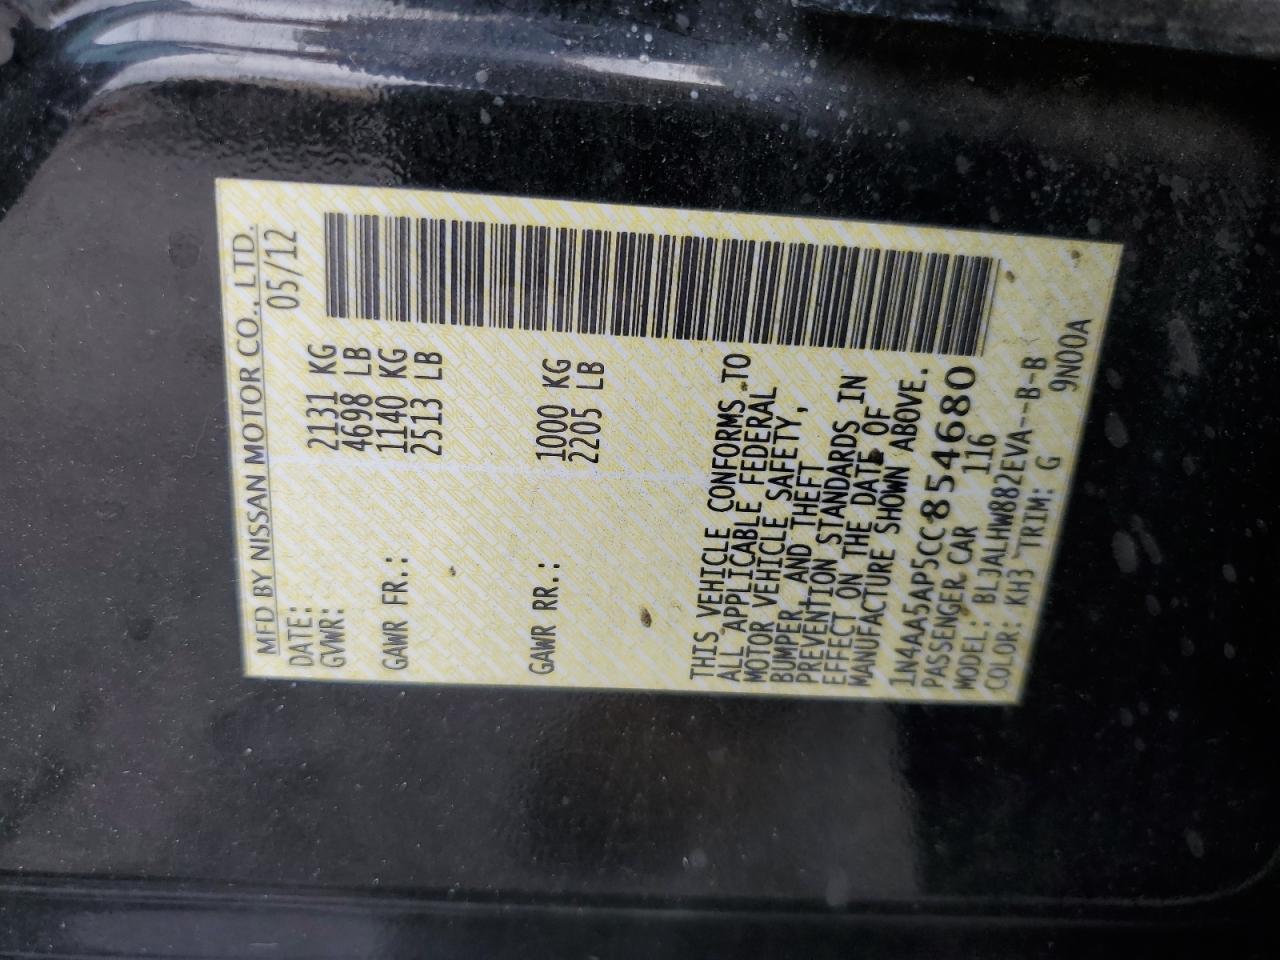 MFD BY NISSAN MOTOR CO., LTD.
DATE: 05/12
GVWR: 2131 KG
4698 LB
GAWR FR.: 1140 KG
2513 LB
GAWR RR.: 1000 KG
2205 LB
THIS VEHICLE CONFORMS TO
ALL APPLICABLE FEDERAL
MOTOR VEHICLE SAFETY,
BUMPER AND THEFT
PREVENTION STANDARDS IN
EFFECT ON THE DATE OF
MANUFACTURE SHOWN ABOVE.
1N4AA5AP5CC854680
PASSENGER CAR 116
MODEL: BL3ALHW882EVA--B-B
COLOR: KH3 TRIM: G 9N00A